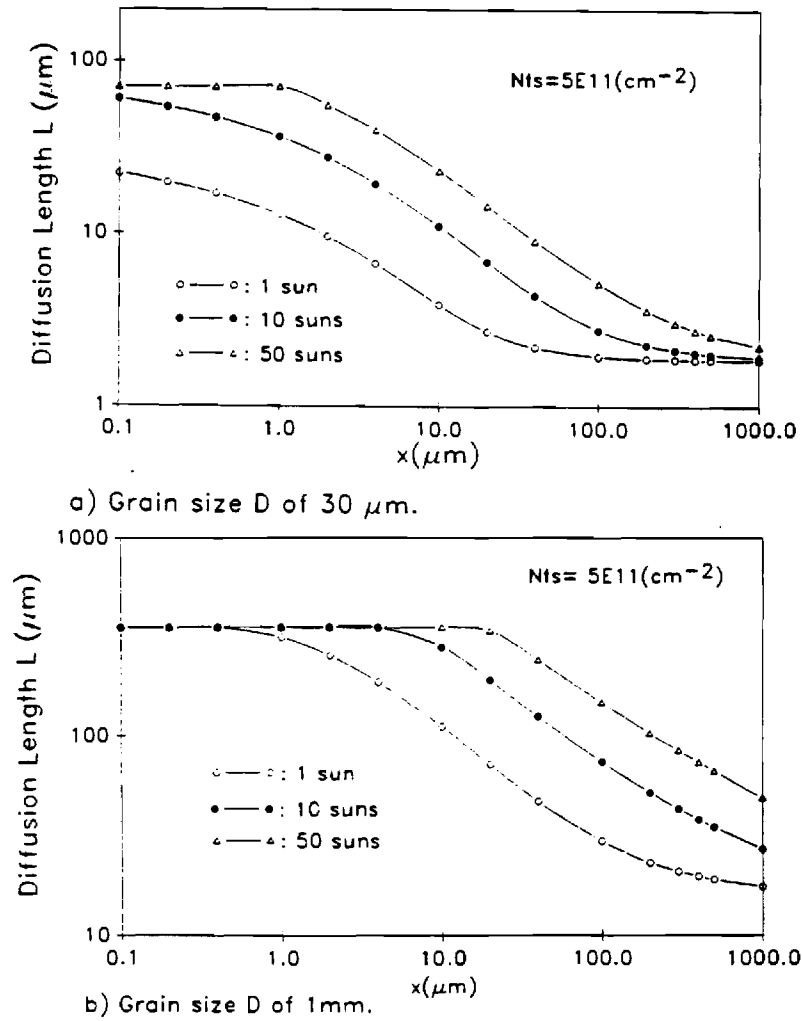 100
10
1
Diffusion Length L (μm)
Nts=5E11(cm−2)
: 1 sun
: 10 suns
: 50 suns
0.1
1.0
10.0
100.0
1000.0
x(μm)
a) Grain size D of 30 μm.
1000
100
10
Diffusion Length L (μm)
Nts= 5E11(cm−2)
: 1 sun
: 10 suns
: 50 suns
0.1
1.0
10.0
100.0
1000.0
x(μm)
b) Grain size D of 1mm.